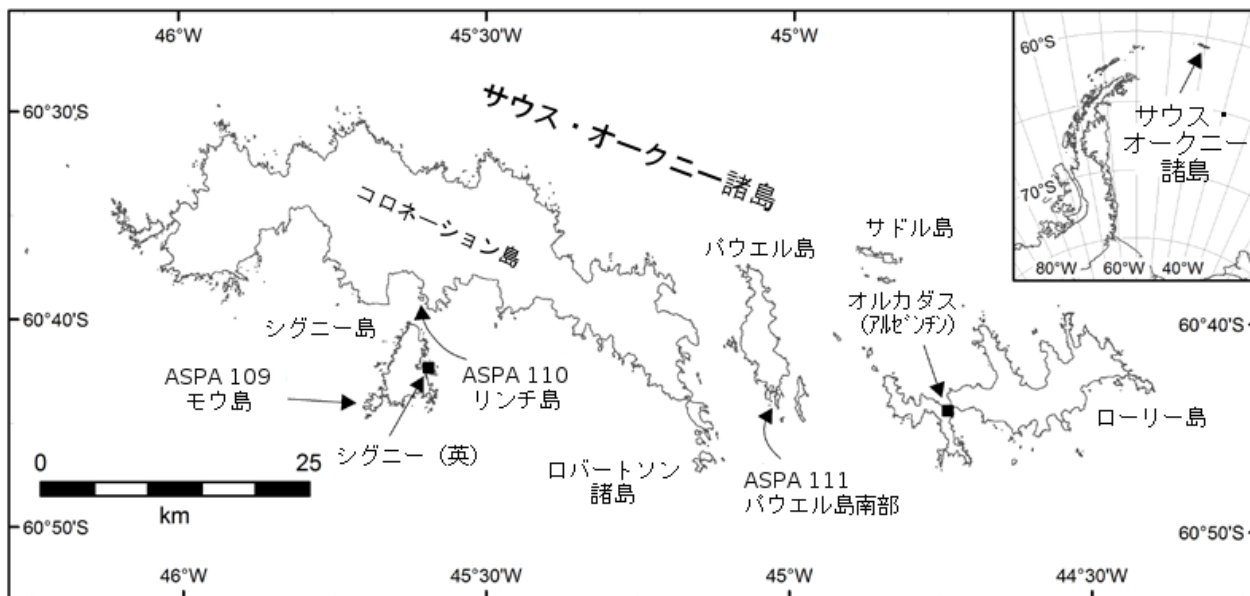 46°W
45°30'W
45°W
60°S
サウス・
オークニー
諸島
70°S
80°W
60°W
40°W
60°30'S
サウス・オークニー諸島
コロネーション島
パウエル島
サドル島
オルカダス
(アルゼンチン)
60°40'S
60°40'S
シグニー島
ASPA 109
モウ島
ASPA 110
リンチ島
ローリー島
シグニー(英)
ロバートソン
諸島
ASPA 111
パウエル島南部
0
25
km
60°50'S
60°50'S
46°W
45°30'W
45°W
44°30'W